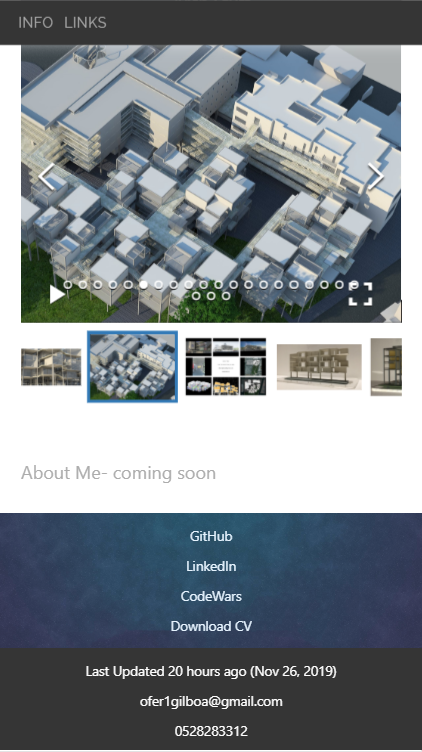 INFO LINKS
About Me- coming soon
GitHub
LinkedIn
CodeWars
Download CV
Last Updated 20 hours ago (Nov 26, 2019)
ofer1gilboa@gmail.com
0528283312